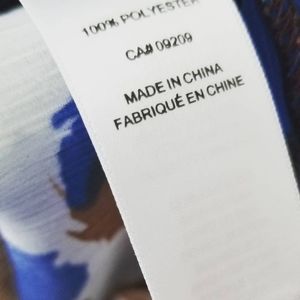 100% POLYESTER
CA# 09209
MADE IN CHINA
FABRIQUÉ EN CHINE